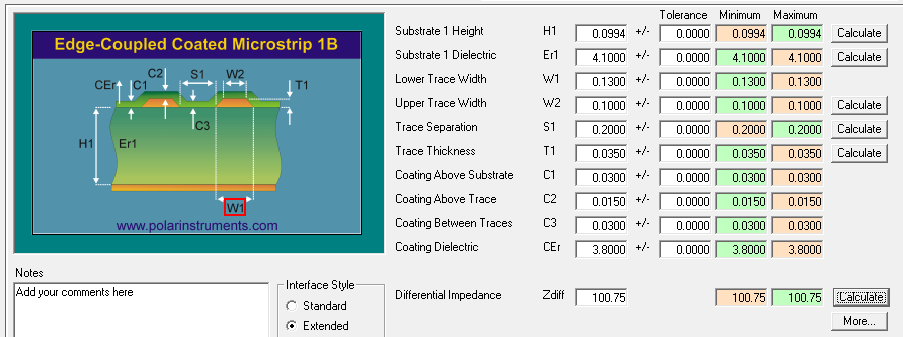 Tolerance Minimum Maximum
Edge-Coupled Coated Microstrip 1B
CEr C1 C2 S1 W2 T1
C3
H1 Er1
W1
www.polarinstruments.com
Substrate 1 Height H1 0.0994 +/- 0.0000 0.0994 0.0994 Calculate
Substrate 1 Dielectric Er1 4.1000 +/- 0.0000 4.1000 4.1000 Calculate
Lower Trace Width W1 0.1300 +/- 0.0000 0.1300 0.1300
Upper Trace Width W2 0.1000 +/- 0.0000 0.1000 0.1000 Calculate
Trace Separation S1 0.2000 +/- 0.0000 0.2000 0.2000 Calculate
Trace Thickness T1 0.0350 +/- 0.0000 0.0350 0.0350 Calculate
Coating Above Substrate C1 0.0300 +/- 0.0000 0.0300 0.0300
Coating Above Trace C2 0.0150 +/- 0.0000 0.0150 0.0150
Coating Between Traces C3 0.0300 +/- 0.0000 0.0300 0.0300
Coating Dielectric CEr 3.8000 +/- 0.0000 3.8000 3.8000
Notes
Add your comments here
Interface Style
Standard
Extended
Differential Impedance Zdiff 100.75 100.75 100.75 Calculate
More...